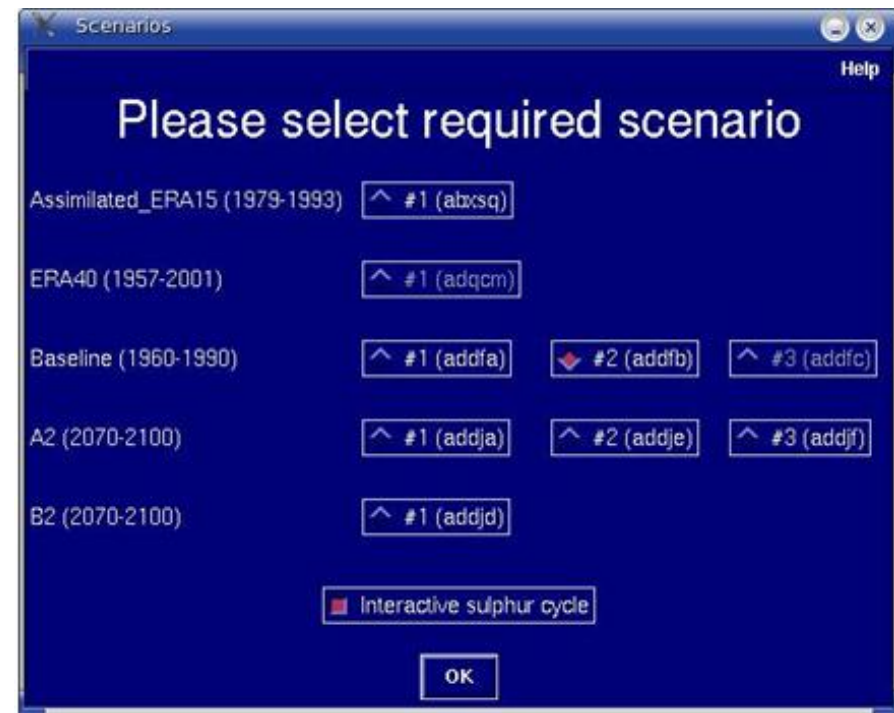 Scenarios
Help
Please select required scenario
Assimilated_ERA15 (1979-1993) #1 (abxsq)
ERA40 (1957-2001) #1 (adqcm)
Baseline (1960-1990) #1 (addfa) #2 (addfb) #3 (addfc)
A2 (2070-2100) #1 (addja) #2 (addje) #3 (addjf)
B2 (2070-2100) #1 (addjd)
Interactive sulphur cycle
OK